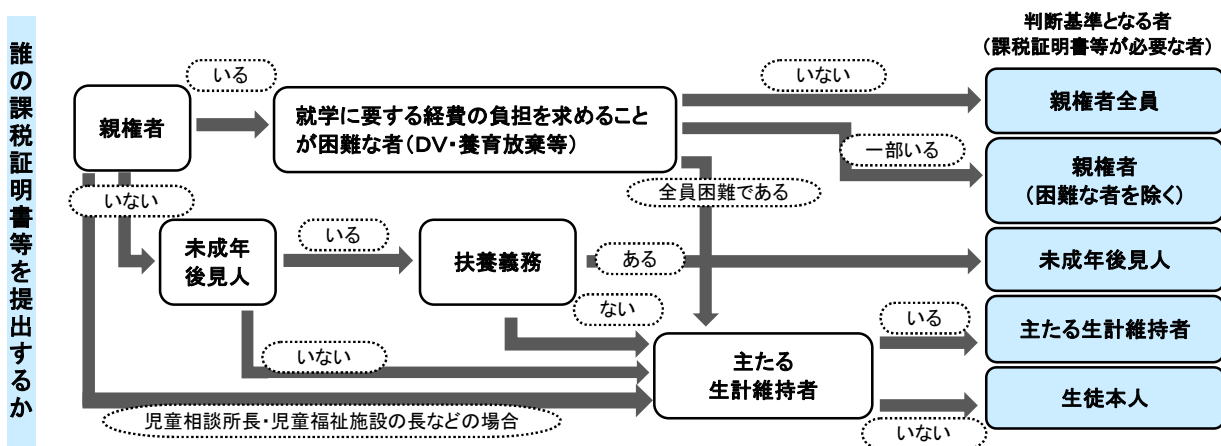 誰の課税証明書等を提出するか
判断基準となる者
（課税証明書等が必要な者）
親権者
いる
就学に要する経費の負担を求めること
が困難な者（ＤＶ・養育放棄等）
いない
親権者全員
一部いる
親権者
（困難な者を除く）
全員困難である
いない
未成年
後見人
いる
扶養義務
ある
未成年後見人
ない
いない
主たる
生計維持者
いる
主たる生計維持者
児童相談所長・児童福祉施設の長などの場合
いない
生徒本人